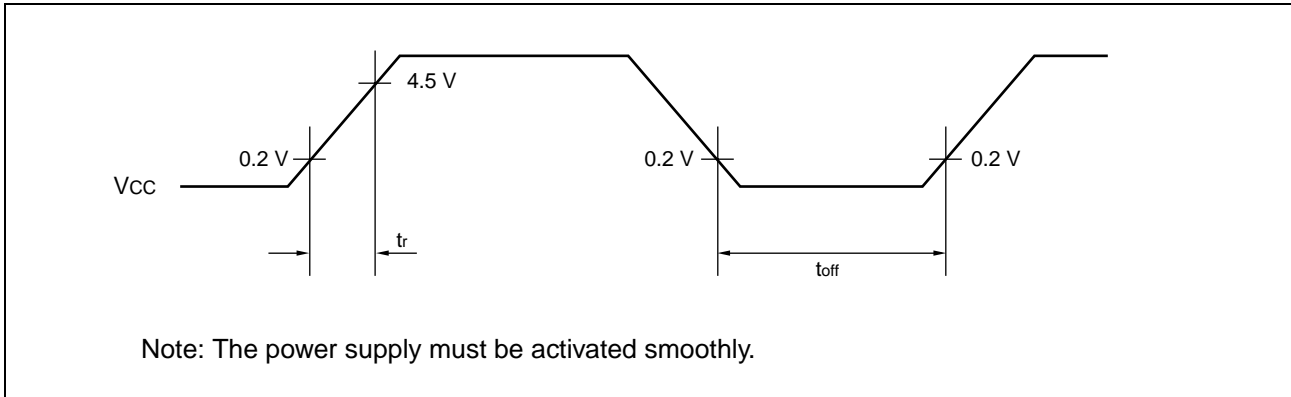 4.5 V
0.2 V
0.2 V
0.2 V
VCC
tr
toff
Note: The power supply must be activated smoothly.